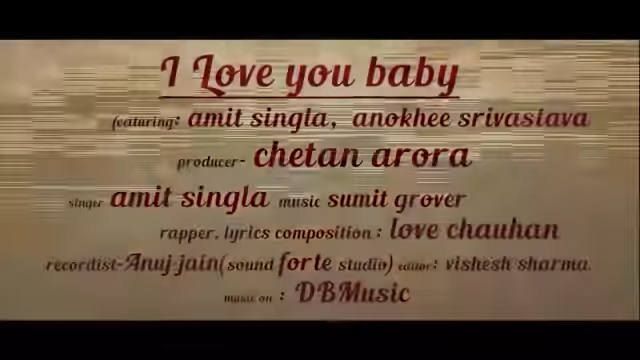 I Love you baby
featuring: amit singla, anokhee srivastava
producer- chetan arora
singer amit singla music sumit grover
rapper, lyrics composition : love chauhan
recordist-Anuj jain(sound forte studio) editor: vishesh sharma
music on : DBMusic